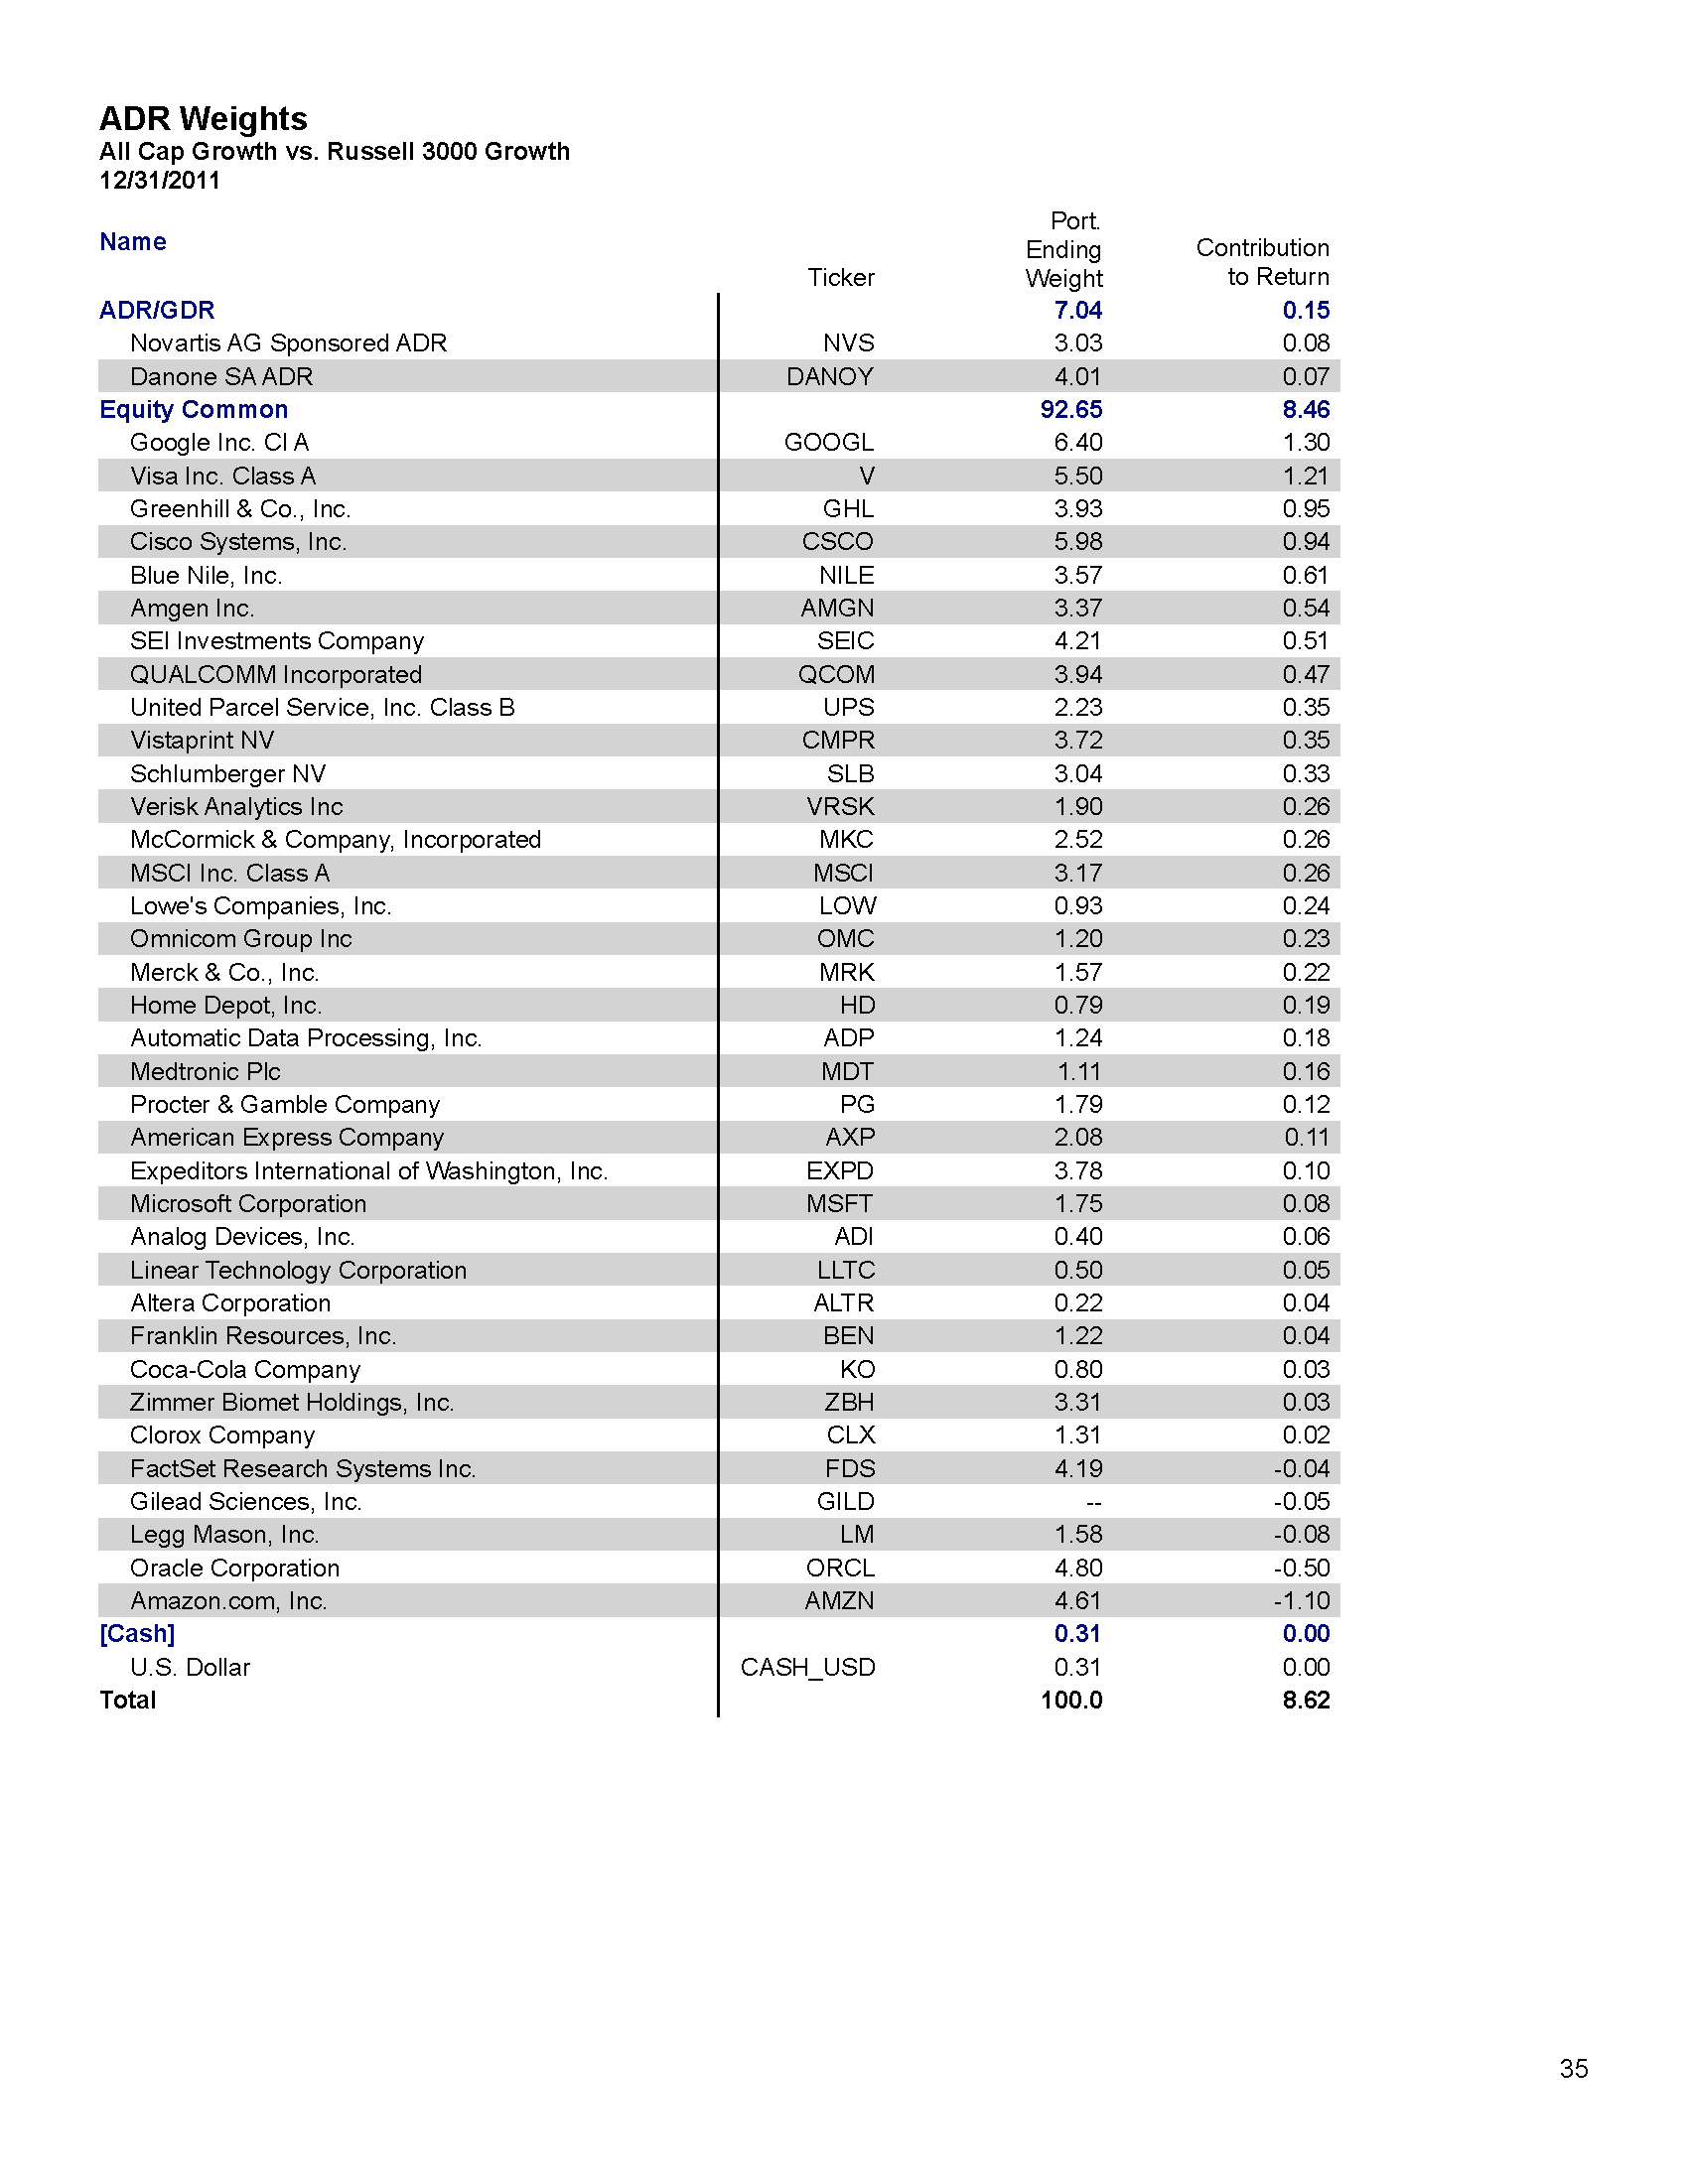 ADR Weights
All Cap Growth vs. Russell 3000 Growth
12/31/2011
Name Ticker Port. Ending Weight Contribution to Return
ADR/GDR 7.04 0.15
Novartis AG Sponsored ADR NVS 3.03 0.08
Danone SA ADR DANOY 4.01 0.07
Equity Common 92.65 8.46
Google Inc. Cl A GOOGL 6.40 1.30
Visa Inc. Class A V 5.50 1.21
Greenhill & Co., Inc. GHL 3.93 0.95
Cisco Systems, Inc. CSCO 5.98 0.94
Blue Nile, Inc. NILE 3.57 0.61
Amgen Inc. AMGN 3.37 0.54
SEI Investments Company SEIC 4.21 0.51
QUALCOMM Incorporated QCOM 3.94 0.47
United Parcel Service, Inc. Class B UPS 2.23 0.35
Vistaprint NV CMPR 3.72 0.35
Schlumberger NV SLB 3.04 0.33
Verisk Analytics Inc VRSK 1.90 0.26
McCormick & Company, Incorporated MKC 2.52 0.26
MSCI Inc. Class A MSCI 3.17 0.26
Lowe's Companies, Inc. LOW 0.93 0.24
Omnicom Group Inc OMC 1.20 0.23
Merck & Co., Inc. MRK 1.57 0.22
Home Depot, Inc. HD 0.79 0.19
Automatic Data Processing, Inc. ADP 1.24 0.18
Medtronic Plc MDT 1.11 0.16
Procter & Gamble Company PG 1.79 0.12
American Express Company AXP 2.08 0.11
Expeditors International of Washington, Inc. EXPD 3.78 0.10
Microsoft Corporation MSFT 1.75 0.08
Analog Devices, Inc. ADI 0.40 0.06
Linear Technology Corporation LLTC 0.50 0.05
Altera Corporation ALTR 0.22 0.04
Franklin Resources, Inc. BEN 1.22 0.04
Coca-Cola Company KO 0.80 0.03
Zimmer Biomet Holdings, Inc. ZBH 3.31 0.03
Clorox Company CLX 1.31 0.02
FactSet Research Systems Inc. FDS 4.19 -0.04
Gilead Sciences, Inc. GILD -- -0.05
Legg Mason, Inc. LM 1.58 -0.08
Oracle Corporation ORCL 4.80 -0.50
Amazon.com, Inc. AMZN 4.61 -1.10
[Cash] 0.31 0.00
U.S. Dollar CASH_USD 0.31 0.00
Total 100.0 8.62
35